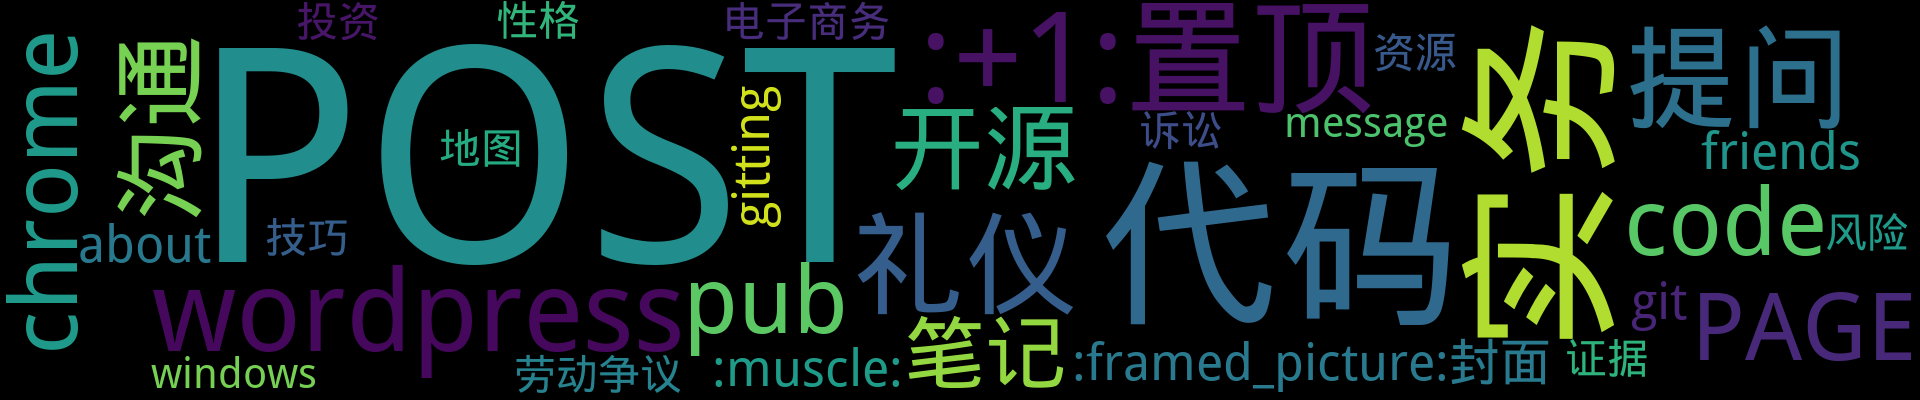 chrome
沟通
POST
投资
性格
电子商务
:+1:置顶
资源
实务
提问
地图
gitting
开源
诉讼
message
friends
about
技巧
礼仪
代码
code
风险
wordpress
pub
git
PAGE
windows
劳动争议
:muscle:
笔记
:framed_picture:封面
证据